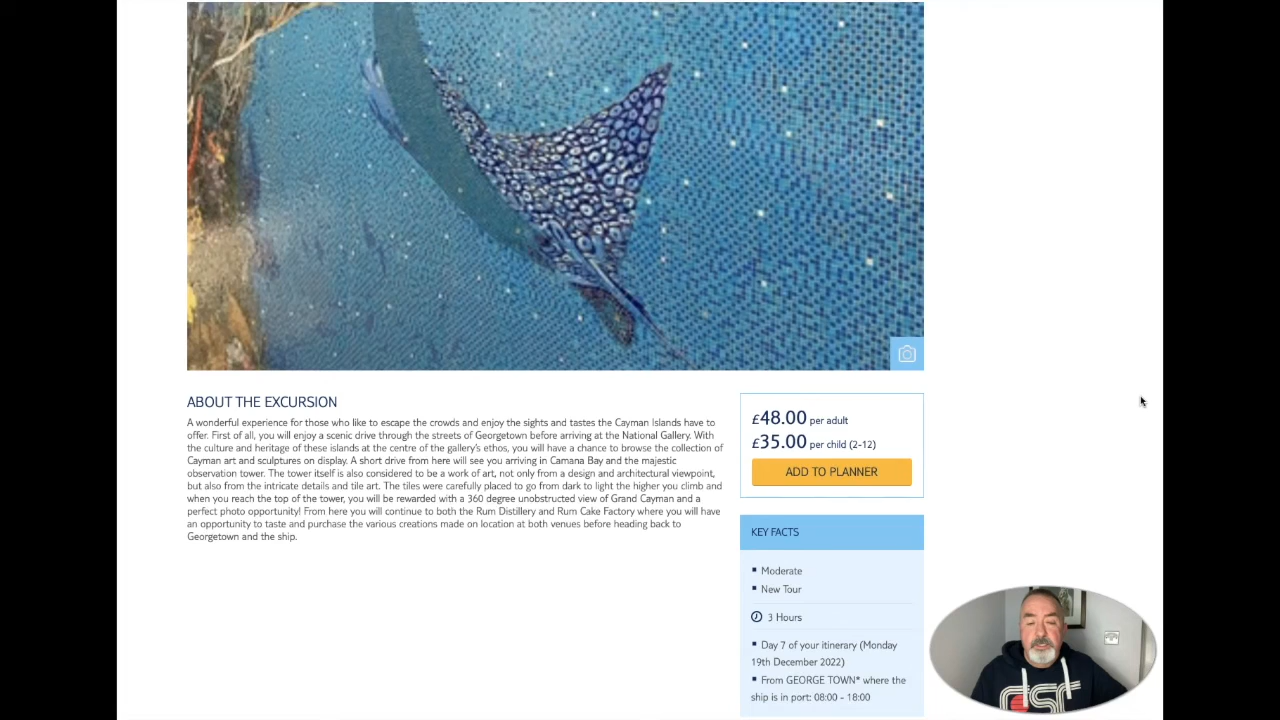 ABOUT THE EXCURSION
A wonderful experience for those who like to escape the crowds and enjoy the sights and tastes the Cayman Islands have to
offer. First of all, you will enjoy a scenic drive through the streets of Georgetown before arriving at the National Gallery. With
the culture and heritage of these islands at the centre of the gallery's ethos, you will have a chance to browse the collection of
Cayman art and sculptures on display. A short drive from here will see you arriving in Camana Bay and the majestic
observation tower. The tower itself is also considered to be a work of art, not only from a design and architectural viewpoint,
but also from the intricate details and tile art. The tiles were carefully placed to go from dark to light the higher you climb and
when you reach the top of the tower, you will be rewarded with a 360 degree unobstructed view of Grand Cayman and a
perfect photo opportunity! From here you will continue to both the Rum Distillery and Rum Cake Factory where you will have
an opportunity to taste and purchase the various creations made on location at both venues before heading back to
Georgetown and the ship.
£48.00 per adult
£35.00 per child (2-12)
ADD TO PLANNER
KEY FACTS
Moderate
New Tour
3 Hours
Day 7 of your itinerary (Monday
19th December 2022)
From GEORGE TOWN* where the
ship is in port: 08:00 - 18:00